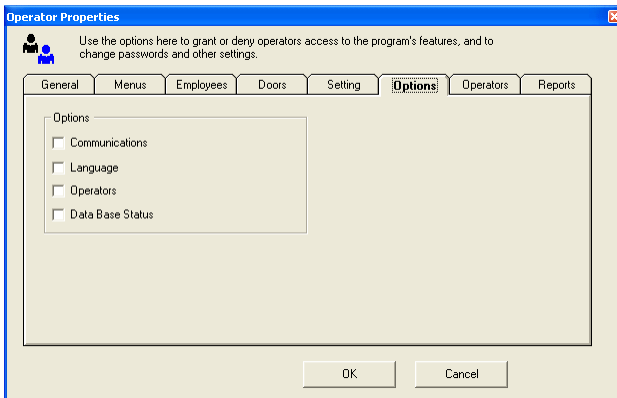 Operator Properties
Use the options here to grant or deny operators access to the program's features, and to
change passwords and other settings.
General Menus Employees Doors Setting Options Operators Reports
Options
Communications
Language
Operators
Data Base Status
OK Cancel